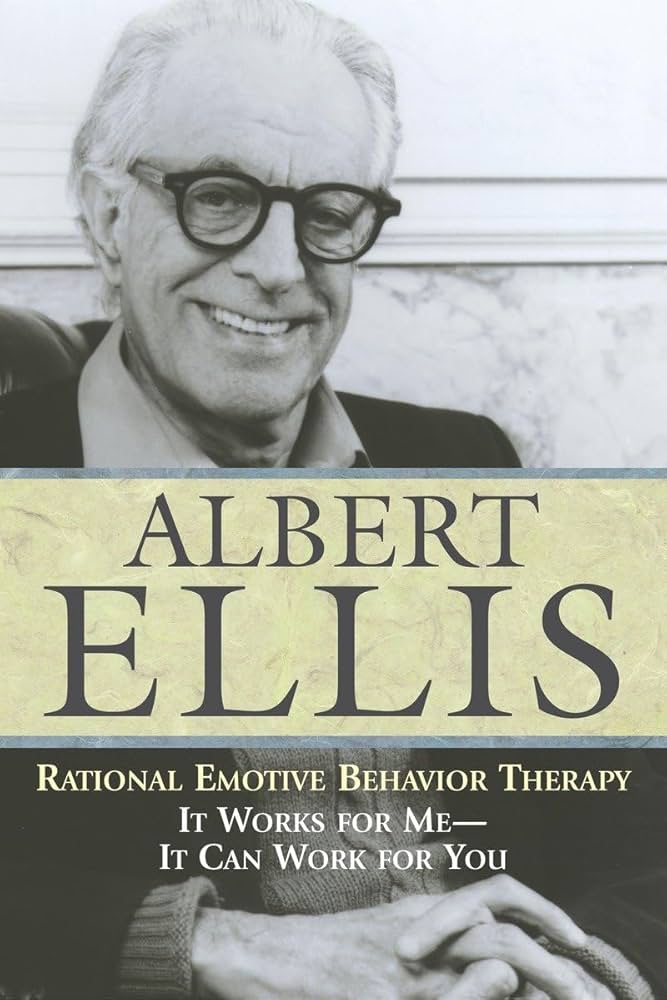 ALBERT
ELLIS
RATIONAL EMOTIVE BEHAVIOR THERAPY
IT WORKS FOR ME—
IT CAN WORK FOR YOU